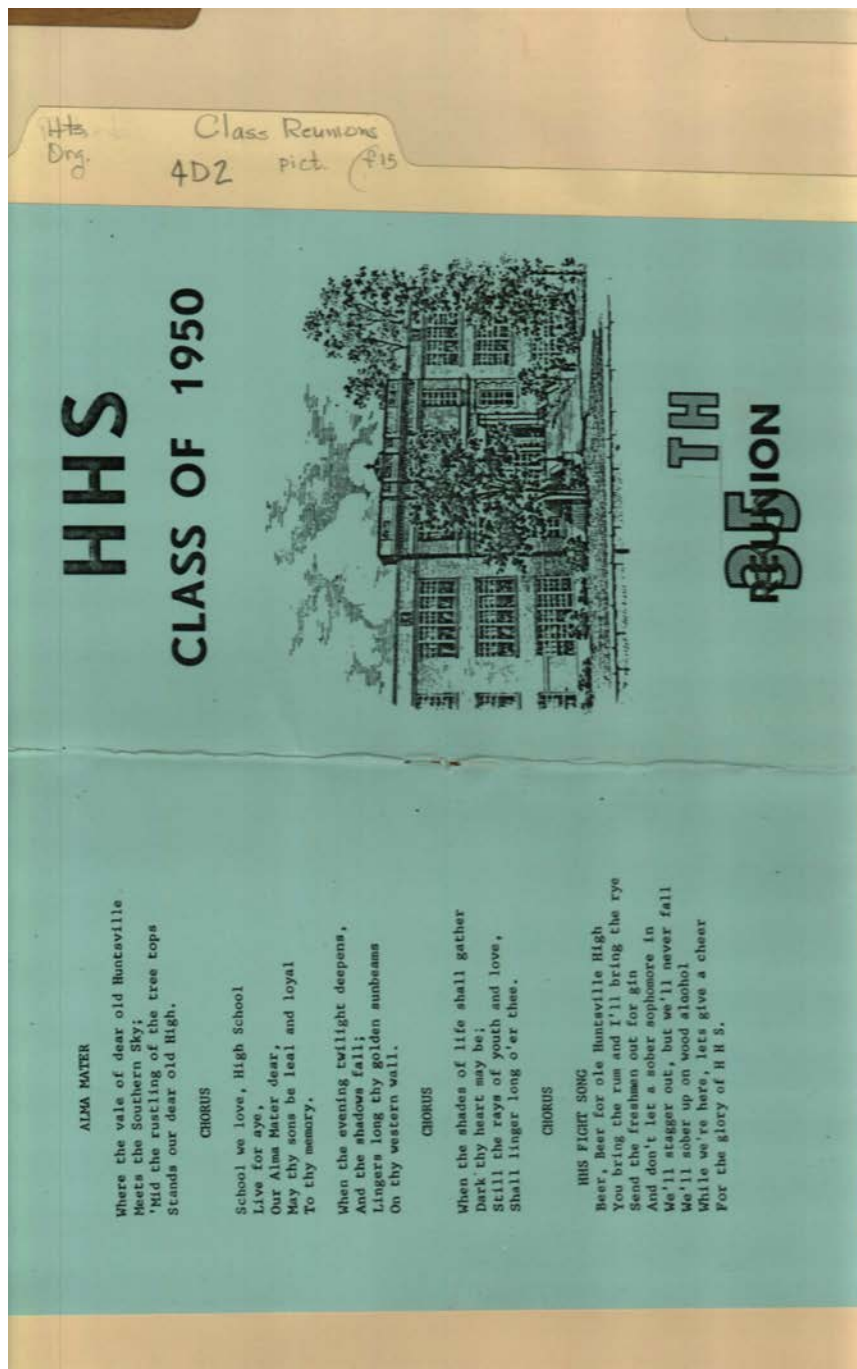 Class Reunions
Org.
4D2 pict. f15
HHS
CLASS OF 1950
35TH
REUNION
ALMA MATER
Where the vale of dear old Huntsville
Meets the Southern Sky;
'Mid the rustling of the tree tops
Stands our dear old High.
CHORUS
School we love, High School
Live for aye,
Our Alma Mater dear,
May thy sons be leal and loyal
To thy memory.
When the evening twilight deepens,
And the shadows fall;
Lingers long thy golden sunbeams
On thy western wall.
CHORUS
When the shades of life shall gather
Dark thy heart may be;
Still the rays of youth and love,
Shall linger long o'er thee.
CHORUS
HHS FIGHT SONG
Beer, Beer for ole Huntsville High
You bring the rum and I'll bring the rye
Send the freshmen out for gin
And don't let a sober sophomore in
We'll stagger out, but we'll never fall
We'll sober up on wood alcohol
While we're here, lets give a cheer
For the glory of H H S.